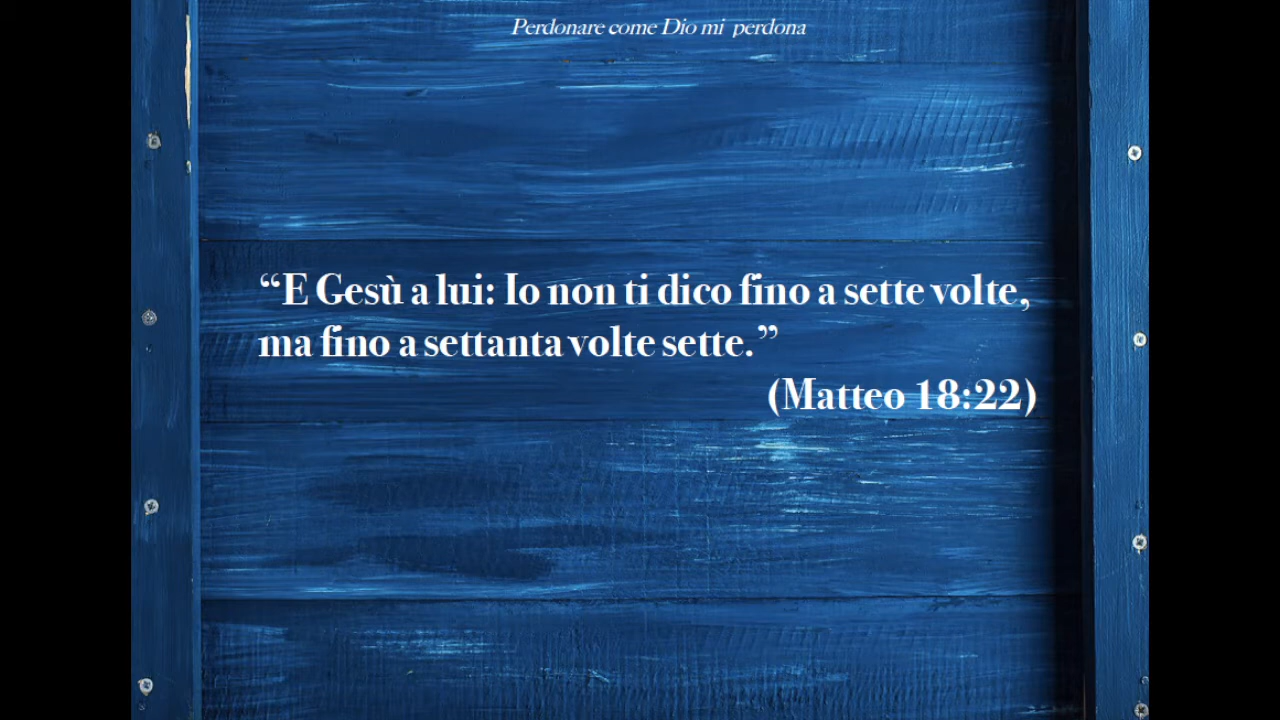 Perdonare come Dio mi perdona
“E Gesù a lui: Io non ti dico fino a sette volte,
ma fino a settanta volte sette.”
(Matteo 18:22)